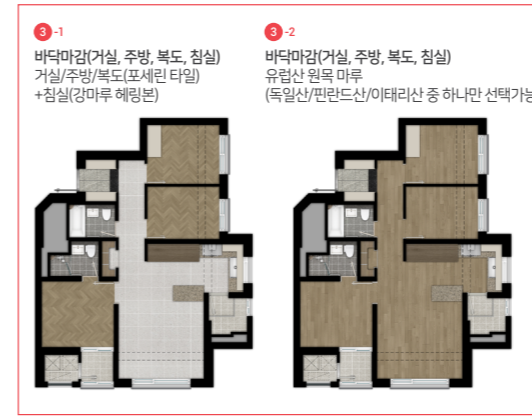 3 -1
바닥마감(거실, 주방, 복도, 침실)
거실/주방/복도(포세린 타일)
+침실(강마루 헤링본)
3 -2
바닥마감(거실, 주방, 복도, 침실)
유럽산 원목 마루
(독일산/핀란드산/이태리산 중 하나만 선택가능